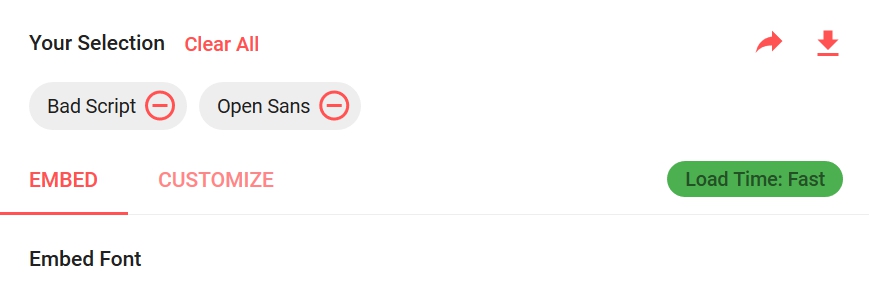 Your Selection Clear All
Bad Script Open Sans
EMBED CUSTOMIZE Load Time: Fast
Embed Font